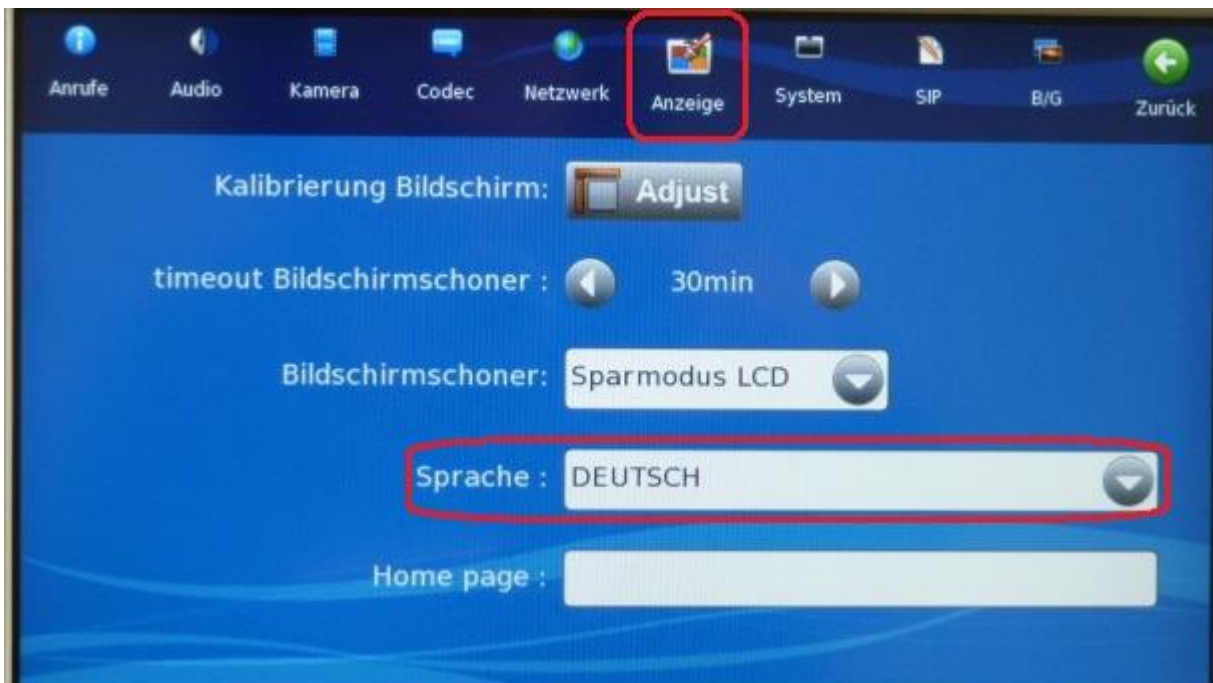 Anrufe Audio Kamera Codec Netzwerk Anzeige System SIP B/G Zurück
Kalibrierung Bildschirm: Adjust
timeout Bildschirmschoner : 30min
Bildschirmschoner: Sparmodus LCD
Sprache : DEUTSCH
Home page :